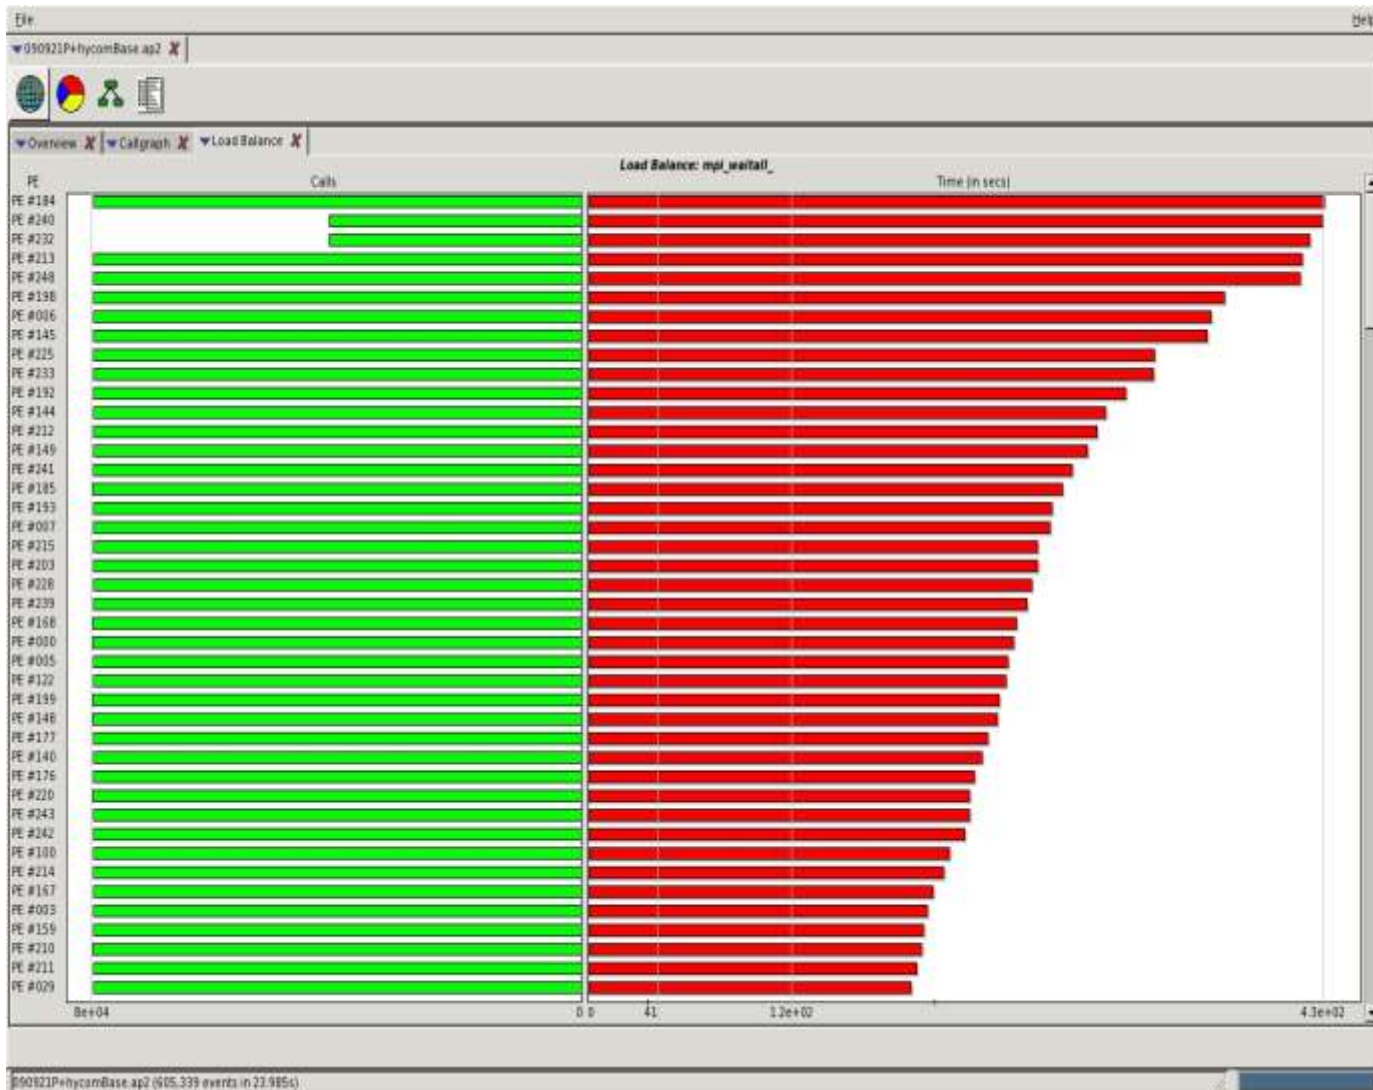 File Help
090921P+hycomBase.ap2 X
Overview X Callgraph X Load Balance X
Load Balance: mpi_waitall_
PE Calls Time (in secs)
PE #184
PE #240
PE #232
PE #213
PE #248
PE #198
PE #006
PE #145
PE #225
PE #233
PE #192
PE #144
PE #212
PE #149
PE #241
PE #185
PE #193
PE #007
PE #215
PE #203
PE #228
PE #239
PE #168
PE #000
PE #005
PE #122
PE #199
PE #148
PE #177
PE #140
PE #176
PE #220
PE #243
PE #242
PE #100
PE #214
PE #167
PE #003
PE #159
PE #210
PE #211
PE #029
8e+04 0 0 41 1.2e+02 4.3e+02
090921P+hycomBase.ap2 (605,339 events in 23.985s)